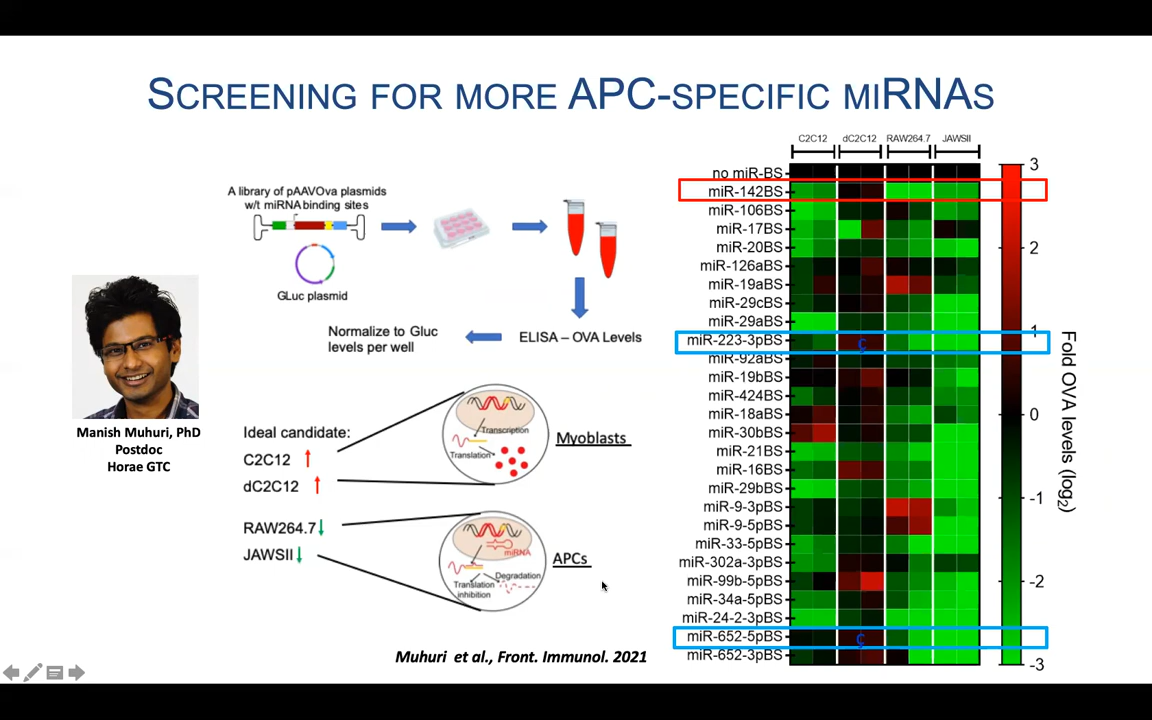 SCREENING FOR MORE APC-SPECIFIC MIRNAS
A library of pAAVOva plasmids
w/t miRNA binding sites
GLuc plasmid
Normalize to Gluc
levels per well
ELISA – OVA Levels
Manish Muhuri, PhD
Postdoc
Horae GTC
Ideal candidate:
C2C12 ↑
dC2C12 ↑
RAW264.7↓
JAWSII↓
Transcription
Translation
Myoblasts
miRNA
Translation
inhibition
Degradation
APCs
Muhuri et al., Front. Immunol. 2021
C2C12 dC2C12 RAW264.7 JAWSII
no miR-BS
miR-142BS
miR-106BS
miR-17BS
miR-20BS
miR-126aBS
miR-19aBS
miR-29cBS
miR-29aBS
miR-223-3pBS
miR-92aBS
miR-19bBS
miR-424BS
miR-18aBS
miR-30bBS
miR-21BS
miR-16BS
miR-29bBS
miR-9-3pBS
miR-9-5pBS
miR-33-5pBS
miR-302a-3pBS
miR-99b-5pBS
miR-34a-5pBS
miR-24-2-3pBS
miR-652-5pBS
miR-652-3pBS
Ç
Ç
3
2
1
0
-1
-2
-3
Fold OVA levels (log2)